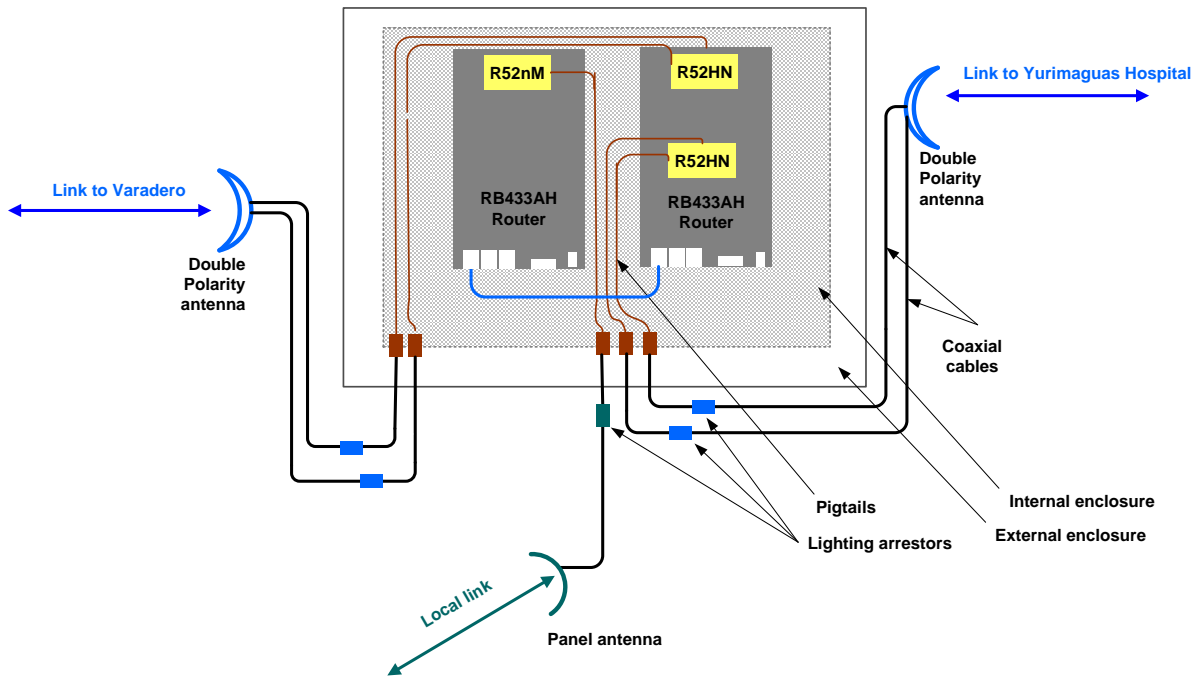 R52nM
R52HN
Link to Yurimaguas Hospital
R52HN
Double
Polarity
antenna
Link to Varadero
RB433AH
Router
RB433AH
Router
Double
Polarity
antenna
Coaxial
cables
Pigtails
Internal enclosure
Lighting arrestors
External enclosure
Local link
Panel antenna